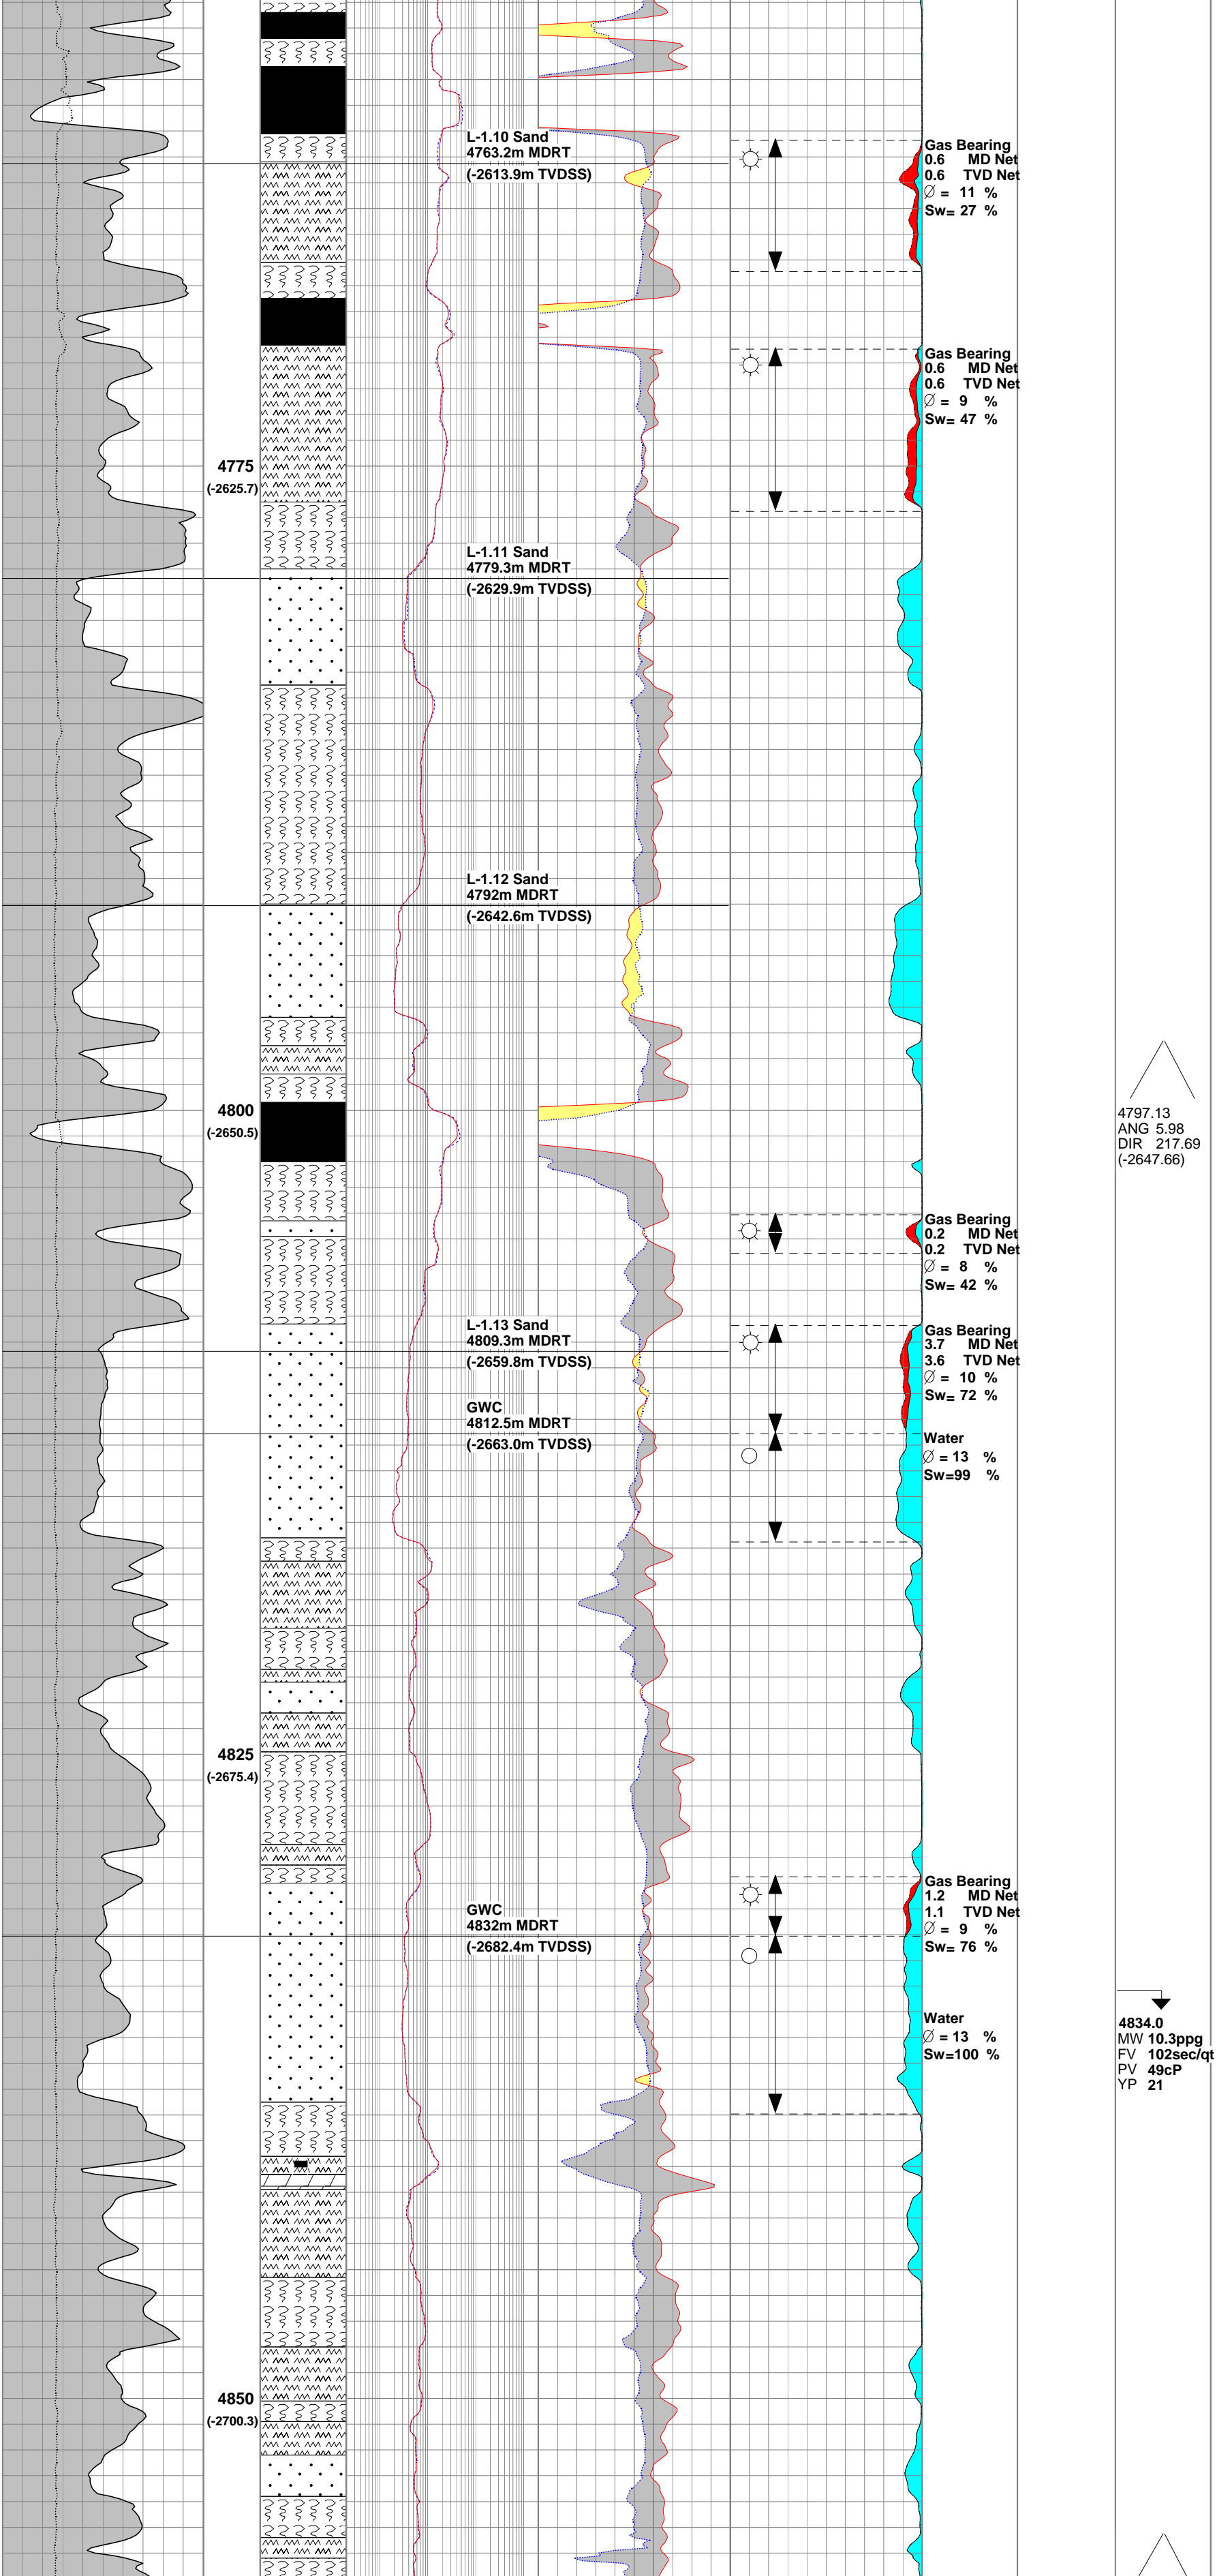 L-1.10 Sand
4763.2m MDRT
(-2613.9m TVDSS)
Gas Bearing
0.6 MD Net
0.6 TVD Net
Ø = 11 %
Sw= 27 %
Gas Bearing
0.6 MD Net
0.6 TVD Net
Ø = 9 %
Sw= 47 %
4775
(-2625.7)
L-1.11 Sand
4779.3m MDRT
(-2629.9m TVDSS)
L-1.12 Sand
4792m MDRT
(-2642.6m TVDSS)
4800
(-2650.5)
4797.13
ANG 5.98
DIR 217.69
(-2647.66)
Gas Bearing
0.2 MD Net
0.2 TVD Net
Ø = 8 %
Sw= 42 %
L-1.13 Sand
4809.3m MDRT
(-2659.8m TVDSS)
Gas Bearing
3.7 MD Net
3.6 TVD Net
Ø = 10 %
Sw= 72 %
GWC
4812.5m MDRT
(-2663.0m TVDSS)
Water
Ø = 13 %
Sw=99 %
4825
(-2675.4)
Gas Bearing
1.2 MD Net
1.1 TVD Net
Ø = 9 %
Sw= 76 %
GWC
4832m MDRT
(-2682.4m TVDSS)
Water
Ø = 13 %
Sw=100 %
4834.0
MW 10.3ppg
FV 102sec/qt
PV 49cP
YP 21
4850
(-2700.3)